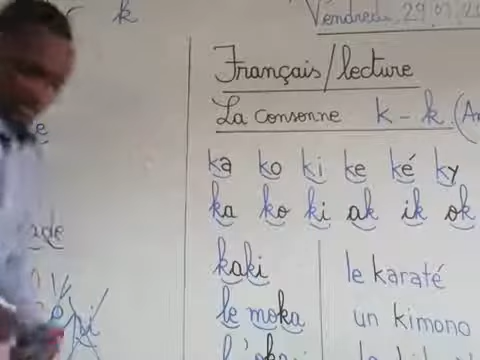 k
Vendredi 29
Français/lecture
La consonne k - k
ka ko ki ke ké ky
ka ko ki ak ik ok
kaki
le karaté
le moka
un kimono